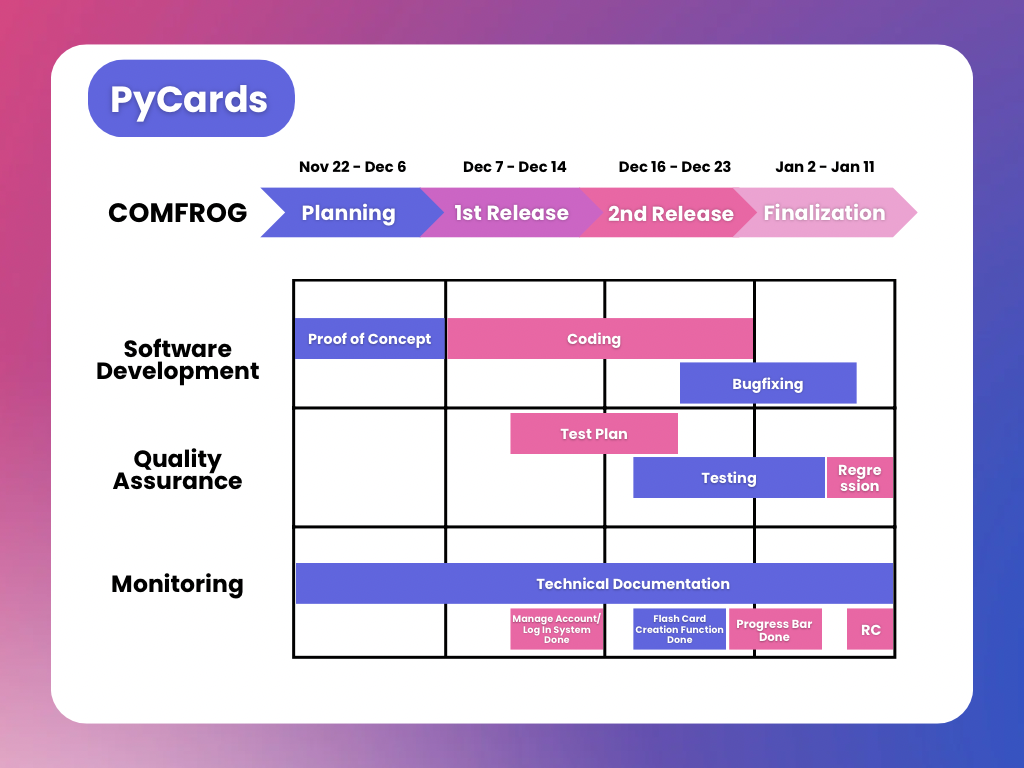 PyCards
Nov 22 - Dec 6
Dec 7 - Dec 14
Dec 16 - Dec 23
Jan 2 - Jan 11
COMFROG
Planning
1st Release
2nd Release
Finalization
Software
Development
Proof of Concept
Coding
Bugfixing
Quality
Assurance
Test Plan
Testing
Regre
ssion
Monitoring
Technical Documentation
Manage Account/
Log In System
Done
Flash Card
Creation Function
Done
Progress Bar
Done
RC